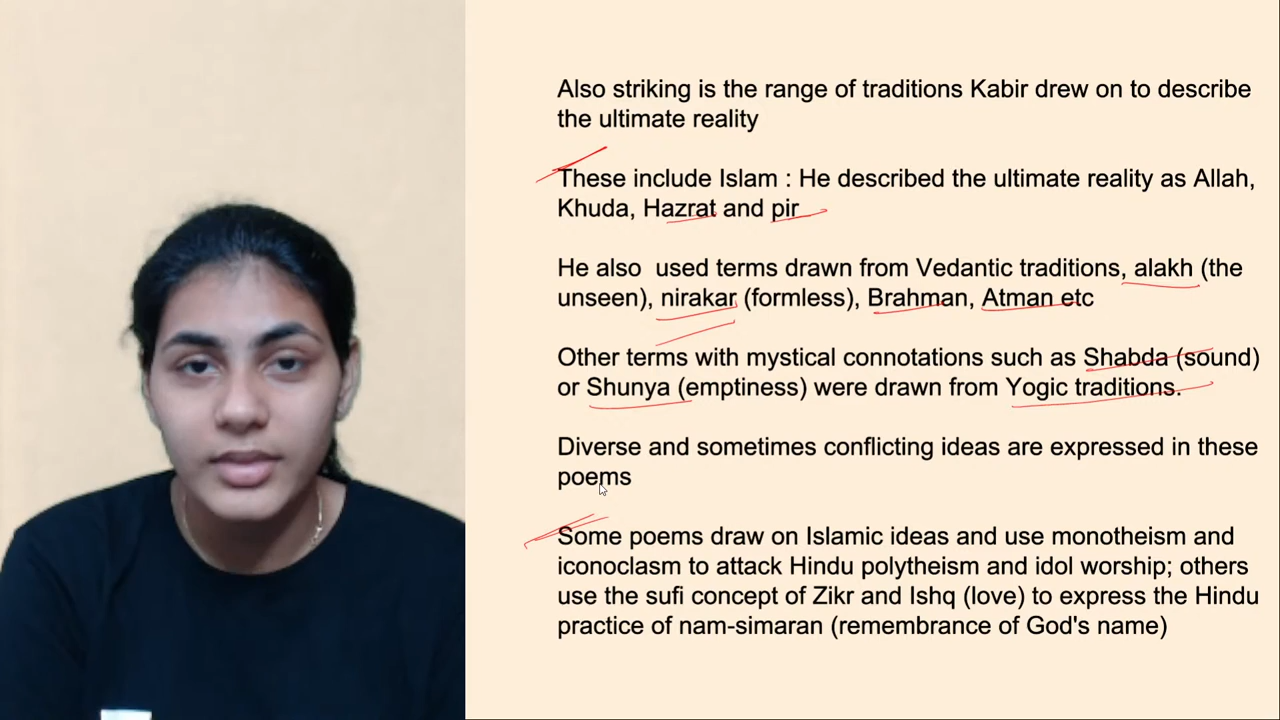 Also striking is the range of traditions Kabir drew on to describe
the ultimate reality
These include Islam : He described the ultimate reality as Allah,
Khuda, Hazrat and pir
He also  used terms drawn from Vedantic traditions, alakh (the
unseen), nirakar (formless), Brahman, Atman etc
Other terms with mystical connotations such as Shabda (sound)
or Shunya (emptiness) were drawn from Yogic traditions.
Diverse and sometimes conflicting ideas are expressed in these
poems
Some poems draw on Islamic ideas and use monotheism and
iconoclasm to attack Hindu polytheism and idol worship; others
use the sufi concept of Zikr and Ishq (love) to express the Hindu
practice of nam-simaran (remembrance of God's name)